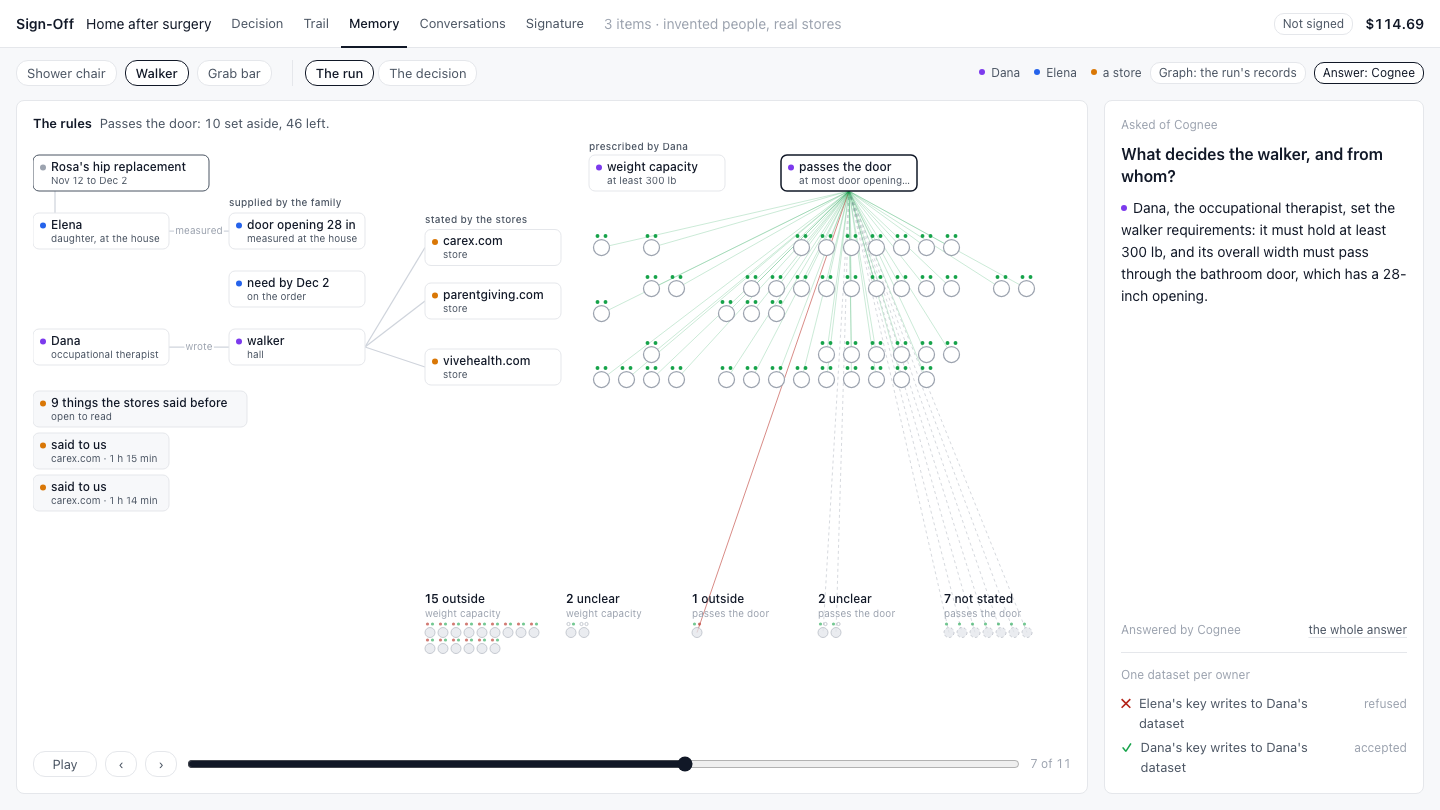 Sign-Off Home after surgery Decision Trail Memory Conversations Signature 3 items · invented people, real stores Not signed $114.69
Shower chair Walker Grab bar The run The decision Dana Elena a store Graph: the run's records Answer: Cognee
The rules Passes the door: 10 set aside, 46 left.
prescribed by Dana
Rosa's hip replacement
Nov 12 to Dec 2
weight capacity
at least 300 lb
passes the door
at most door opening...
supplied by the family
Elena
daughter, at the house
measured
door opening 28 in
measured at the house
stated by the stores
carex.com
store
need by Dec 2
on the order
parentgiving.com
store
Dana
occupational therapist
wrote
walker
hall
vivehealth.com
store
9 things the stores said before
open to read
said to us
carex.com · 1 h 15 min
said to us
carex.com · 1 h 14 min
15 outside
weight capacity
2 unclear
weight capacity
1 outside
passes the door
2 unclear
passes the door
7 not stated
passes the door
Play ‹ › 7 of 11
Asked of Cognee
What decides the walker, and from
whom?
Dana, the occupational therapist, set the
walker requirements: it must hold at least
300 lb, and its overall width must pass
through the bathroom door, which has a 28-
inch opening.
Answered by Cognee the whole answer
One dataset per owner
Elena's key writes to Dana's refused
dataset
Dana's key writes to Dana's accepted
dataset